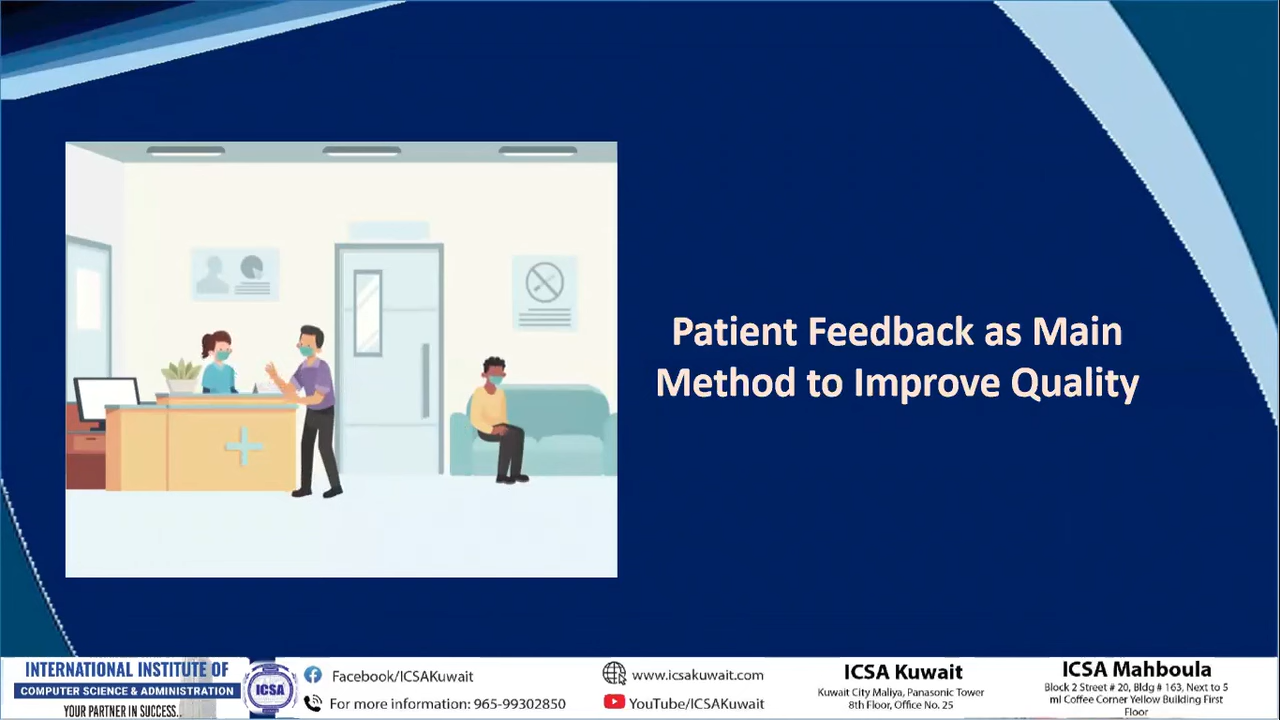 Patient Feedback as Main
Method to Improve Quality
INTERNATIONAL INSTITUTE OF
COMPUTER SCIENCE & ADMINISTRATION
YOUR PARTNER IN SUCCESS..
ICSA
Facebook/ICSAKuwait
For more information: 965-99302850
www.icsakuwait.com
YouTube/ICSAKuwait
ICSA Kuwait
Kuwait City Maliya, Panasonic Tower
8th Floor, Office No. 25
ICSA Mahboula
Block 2 Street # 20, Bldg # 163, Next to 5
ml Coffee Corner Yellow Building First
Floor